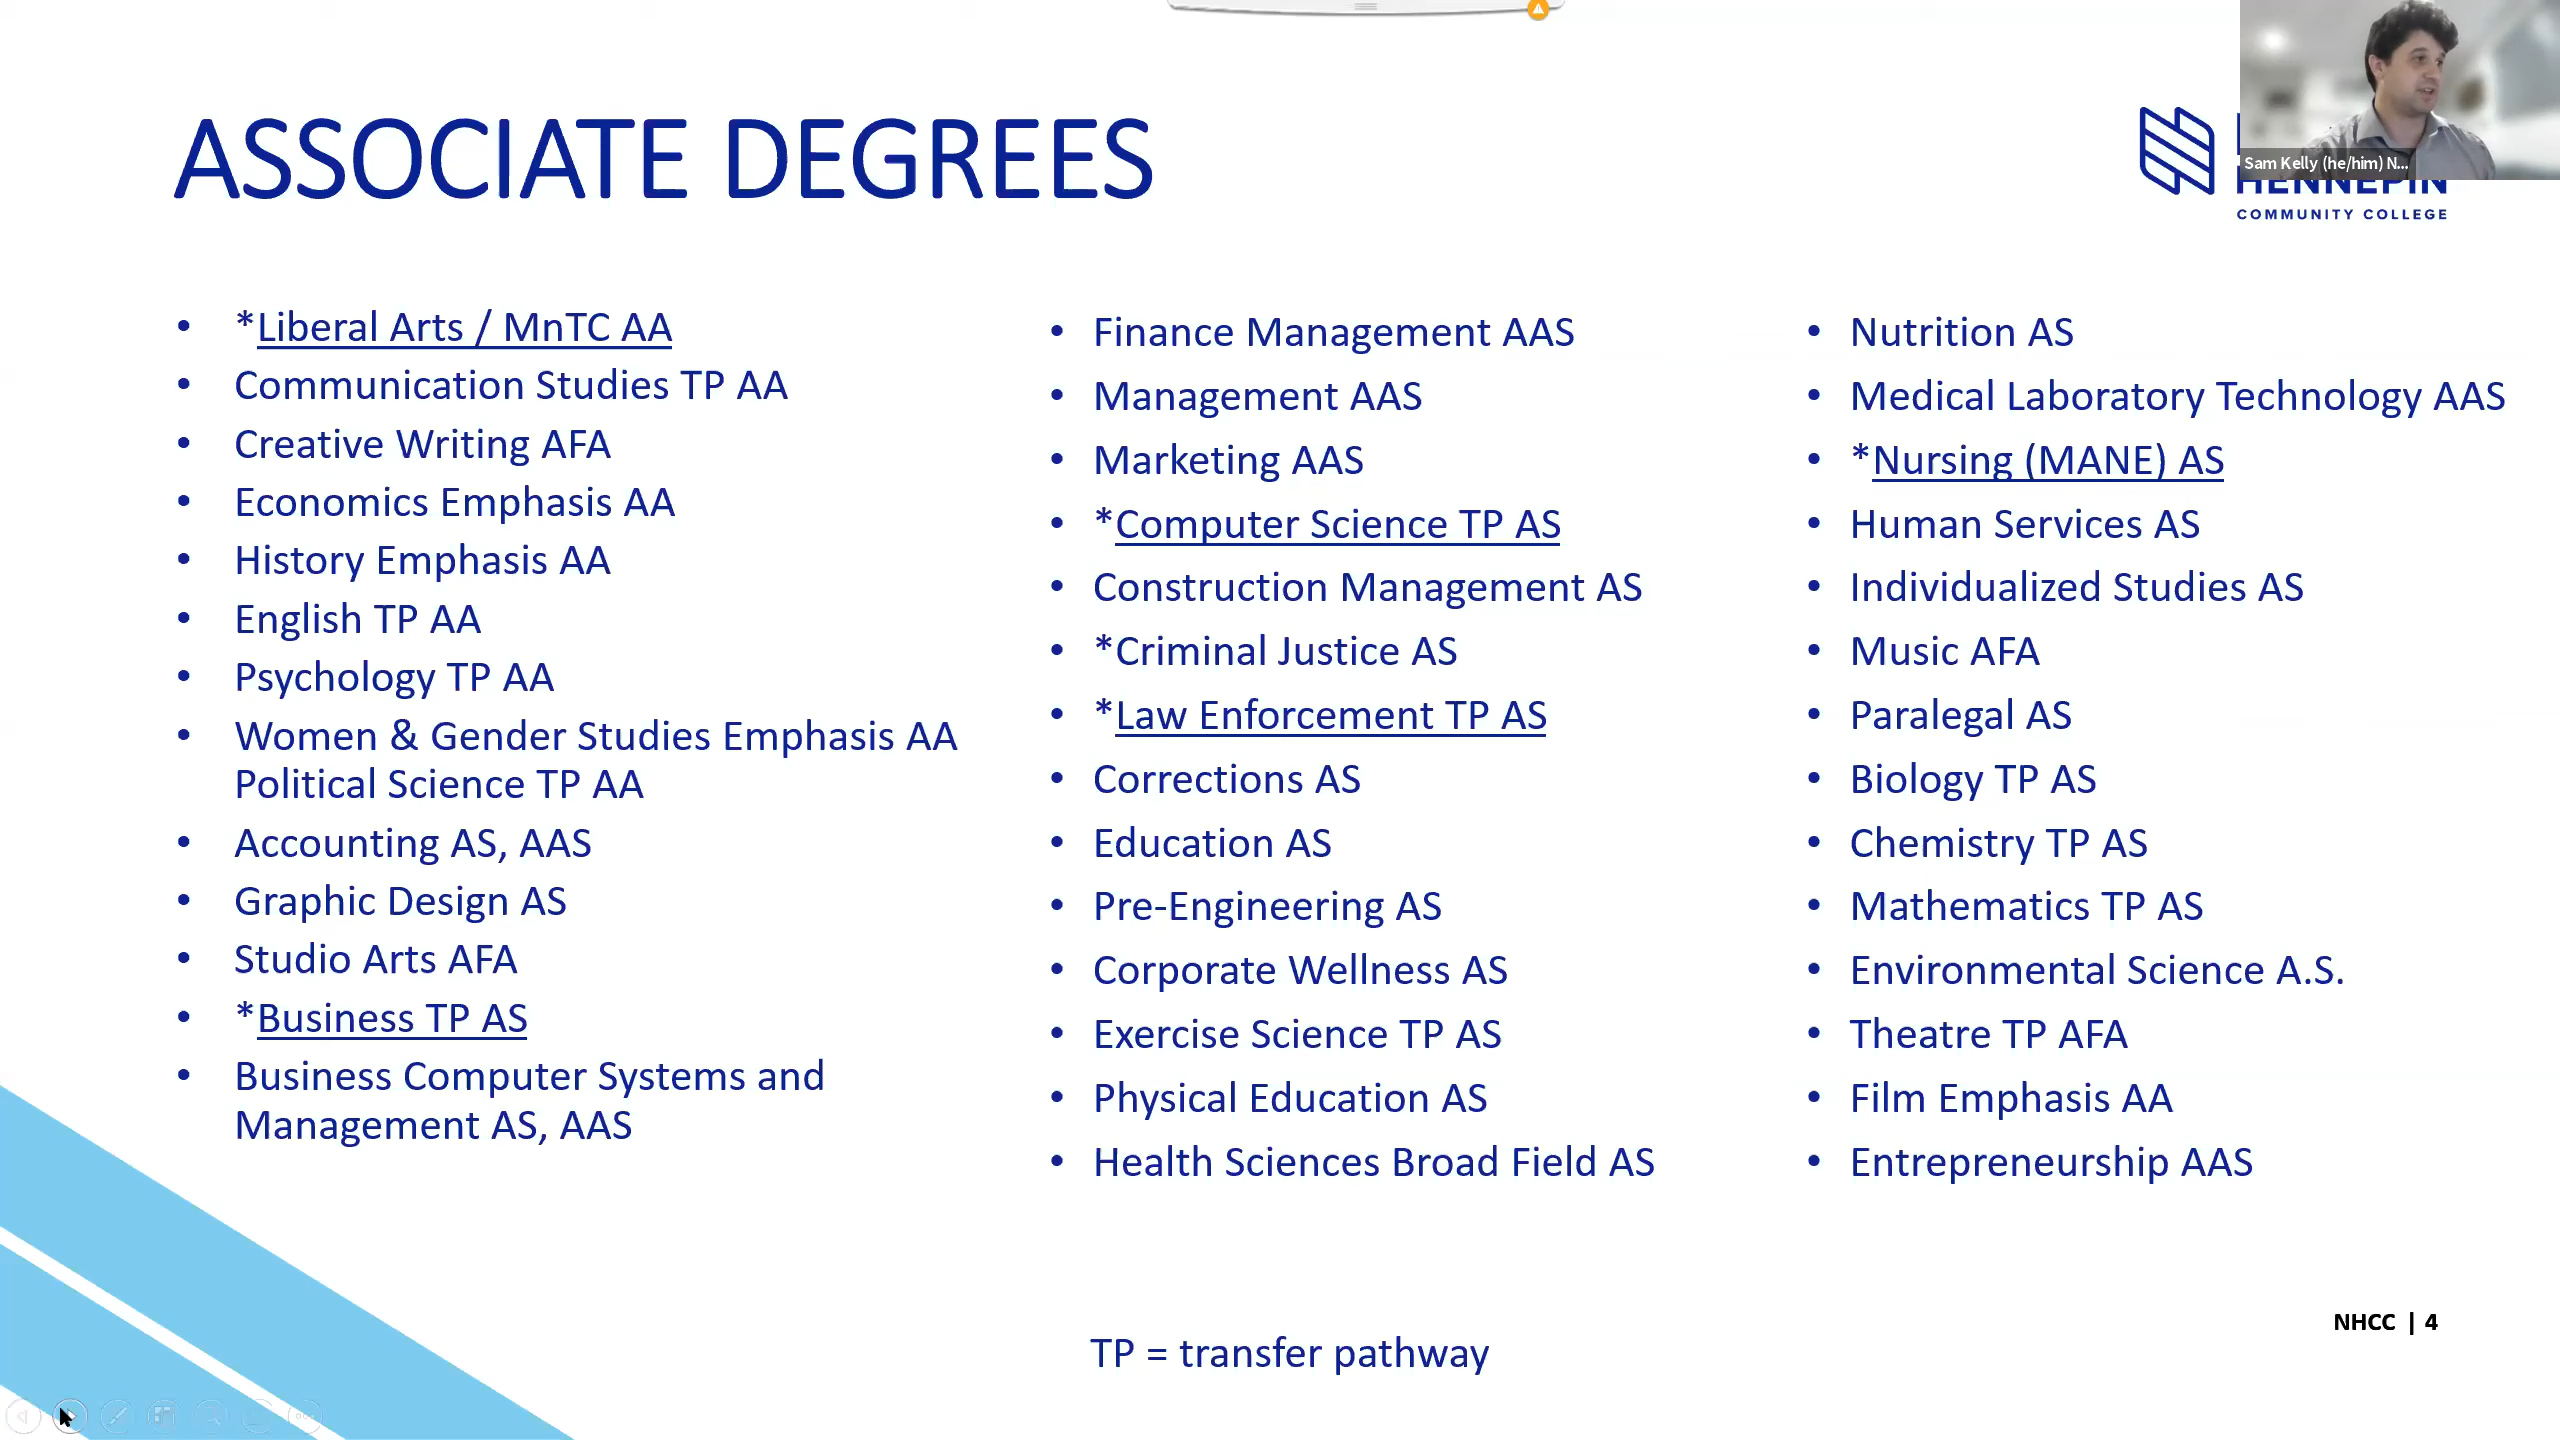 ASSOCIATE DEGREES
Sam Kelly (he/him) N...
HENNEPIN
COMMUNITY COLLEGE
• *Liberal Arts / MnTC AA
• Communication Studies TP AA
• Creative Writing AFA
• Economics Emphasis AA
• History Emphasis AA
• English TP AA
• Psychology TP AA
• Women & Gender Studies Emphasis AA
Political Science TP AA
• Accounting AS, AAS
• Graphic Design AS
• Studio Arts AFA
• *Business TP AS
• Business Computer Systems and
Management AS, AAS
• Finance Management AAS
• Management AAS
• Marketing AAS
• *Computer Science TP AS
• Construction Management AS
• *Criminal Justice AS
• *Law Enforcement TP AS
• Corrections AS
• Education AS
• Pre-Engineering AS
• Corporate Wellness AS
• Exercise Science TP AS
• Physical Education AS
• Health Sciences Broad Field AS
• Nutrition AS
• Medical Laboratory Technology AAS
• *Nursing (MANE) AS
• Human Services AS
• Individualized Studies AS
• Music AFA
• Paralegal AS
• Biology TP AS
• Chemistry TP AS
• Mathematics TP AS
• Environmental Science A.S.
• Theatre TP AFA
• Film Emphasis AA
• Entrepreneurship AAS
NHCC | 4
TP = transfer pathway